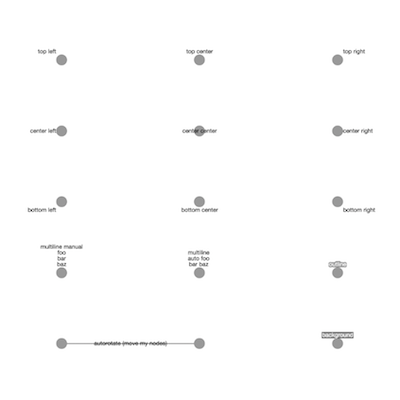 top left
top center
top right
center left
center center
center right
bottom left
bottom center
bottom right
multiline manual
foo
bar
baz
multiline
auto foo
bar baz
outline
autorotate (move my nodes)
background